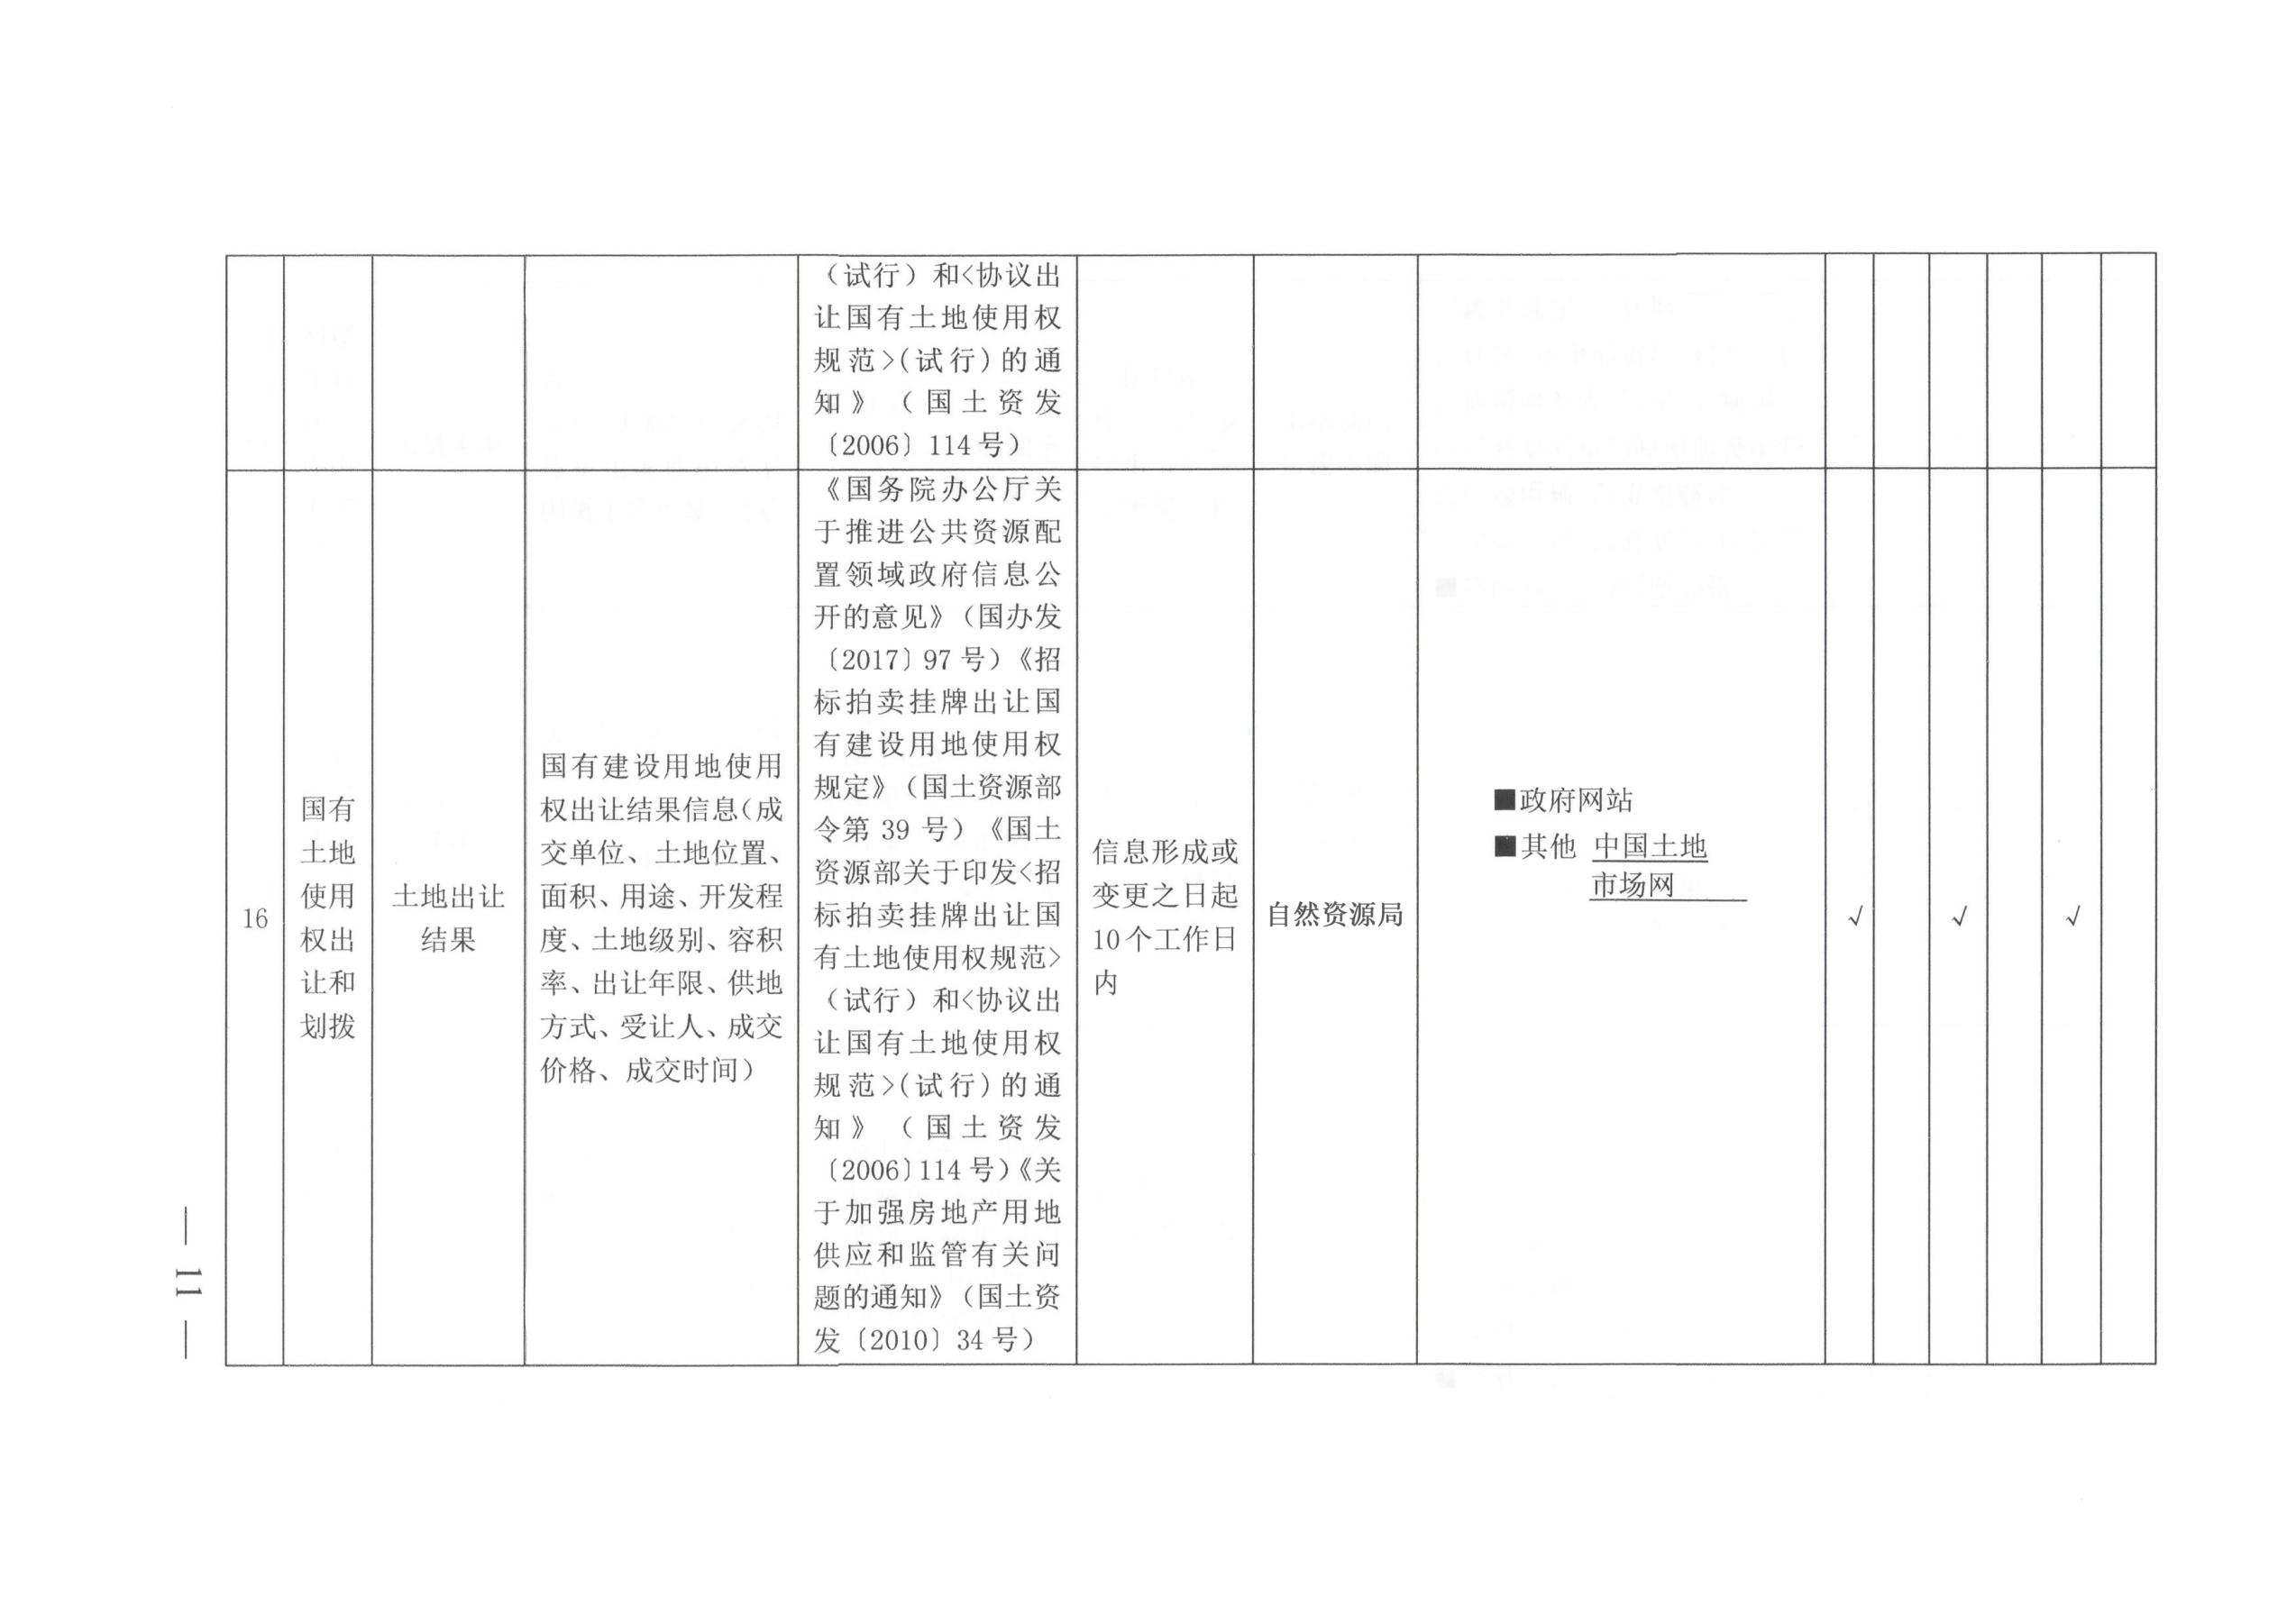 （试行）和<协议出
让国有土地使用权
规范>(试行)的通
知》（国土资发
〔2006〕114号）
16
国有
土地
使用
权出
让和
划拨
土地出让
结果
国有建设用地使用
权出让结果信息（成
交单位、土地位置、
面积、用途、开发程
度、土地级别、容积
率、出让年限、供地
方式、受让人、成交
价格、成交时间）
《国务院办公厅关
于推进公共资源配
置领域政府信息公
开的意见》（国办发
〔2017〕97号）《招
标拍卖挂牌出让国
有建设用地使用权
规定》（国土资源部
令第 39 号）《国土
资源部关于印发<招
标拍卖挂牌出让国
有土地使用权规范>
（试行）和<协议出
让国有土地使用权
规范>(试行)的通
知》（国土资发
〔2006〕114号）《关
于加强房地产用地
供应和监管有关问
题的通知》（国土资
发〔2010〕34号）
信息形成或
变更之日起
10个工作日
内
自然资源局
■政府网站
■其他 中国土地
市场网
√ √ √
— 11 —